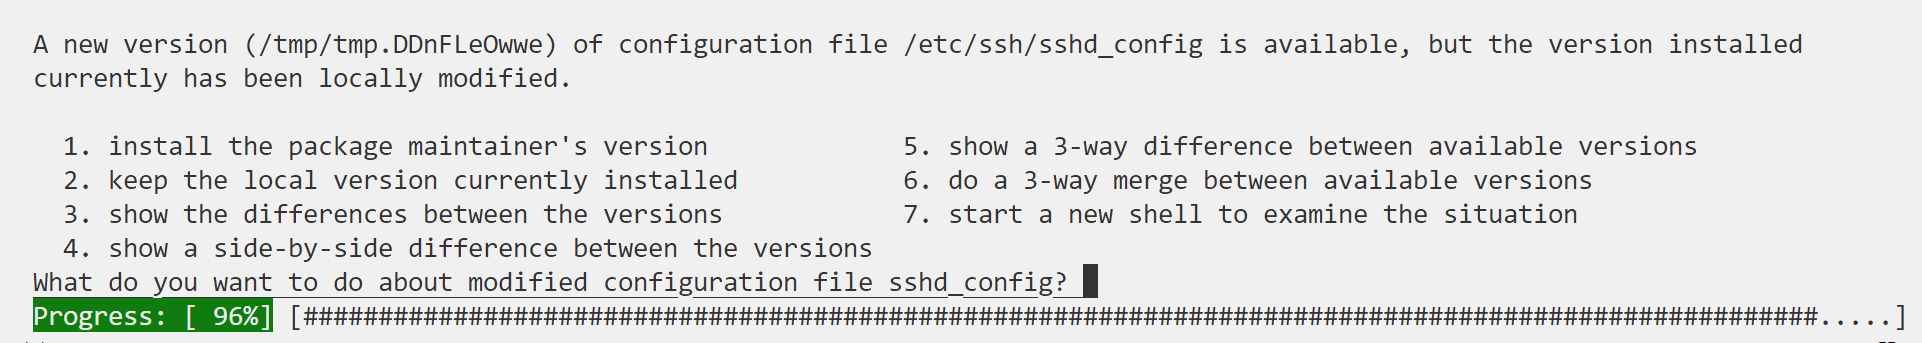 A new version (/tmp/tmp.DDnFLeOwwe) of configuration file /etc/ssh/sshd_config is available, but the version installed
currently has been locally modified.
1. install the package maintainer's version
2. keep the local version currently installed
3. show the differences between the versions
4. show a side-by-side difference between the versions
5. show a 3-way difference between available versions
6. do a 3-way merge between available versions
7. start a new shell to examine the situation
What do you want to do about modified configuration file sshd_config?
Progress: [ 96%] [#####################################################################################################.....]